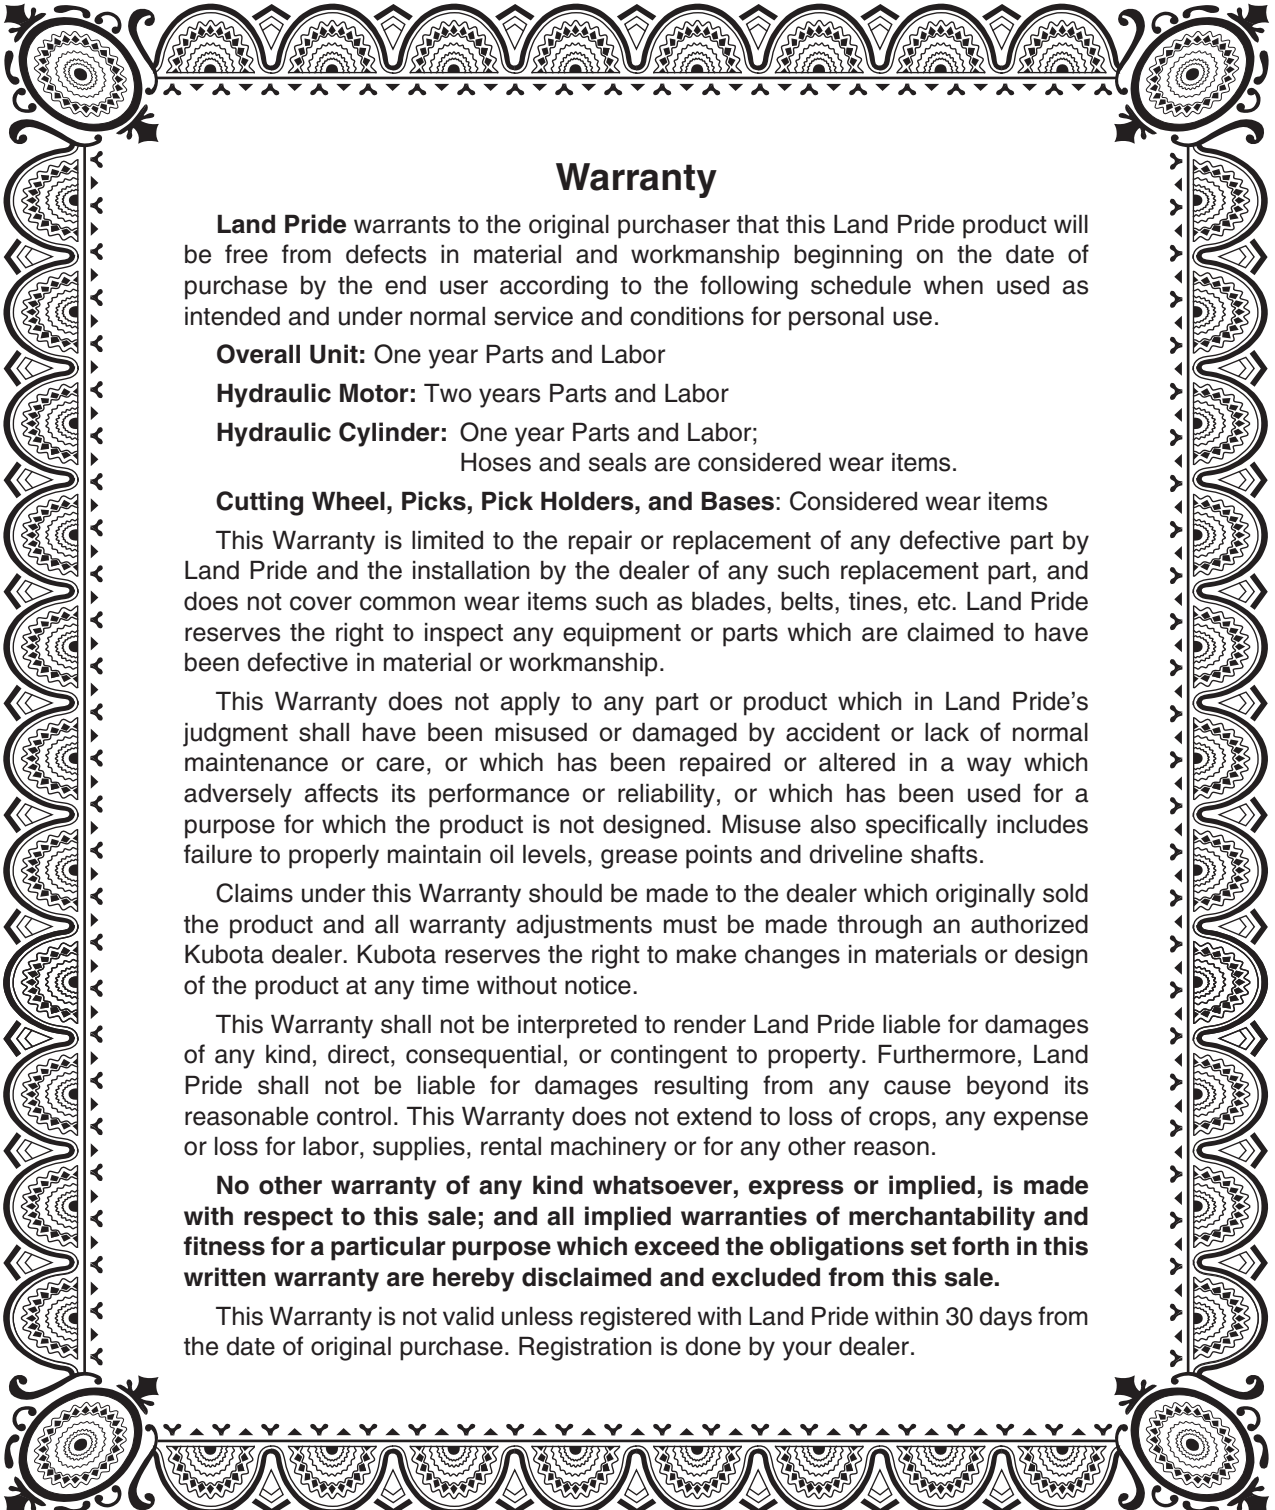 Warranty
Land Pride warrants to the original purchaser that this Land Pride product will
be free from defects in material and workmanship beginning on the date of
purchase by the end user according to the following schedule when used as
intended and under normal service and conditions for personal use.
Overall Unit: One year Parts and Labor
Hydraulic Motor: Two years Parts and Labor
Hydraulic Cylinder: One year Parts and Labor;
Hoses and seals are considered wear items.
Cutting Wheel, Picks, Pick Holders, and Bases: Considered wear items
This Warranty is limited to the repair or replacement of any defective part by
Land Pride and the installation by the dealer of any such replacement part, and
does not cover common wear items such as blades, belts, tines, etc. Land Pride
reserves the right to inspect any equipment or parts which are claimed to have
been defective in material or workmanship.
This Warranty does not apply to any part or product which in Land Pride’s
judgment shall have been misused or damaged by accident or lack of normal
maintenance or care, or which has been repaired or altered in a way which
adversely affects its performance or reliability, or which has been used for a
purpose for which the product is not designed. Misuse also specifically includes
failure to properly maintain oil levels, grease points and driveline shafts.
Claims under this Warranty should be made to the dealer which originally sold
the product and all warranty adjustments must be made through an authorized
Kubota dealer. Kubota reserves the right to make changes in materials or design
of the product at any time without notice.
This Warranty shall not be interpreted to render Land Pride liable for damages
of any kind, direct, consequential, or contingent to property. Furthermore, Land
Pride shall not be liable for damages resulting from any cause beyond its
reasonable control. This Warranty does not extend to loss of crops, any expense
or loss for labor, supplies, rental machinery or for any other reason.
No other warranty of any kind whatsoever, express or implied, is made
with respect to this sale; and all implied warranties of merchantability and
fitness for a particular purpose which exceed the obligations set forth in this
written warranty are hereby disclaimed and excluded from this sale.
This Warranty is not valid unless registered with Land Pride within 30 days from
the date of original purchase. Registration is done by your dealer.